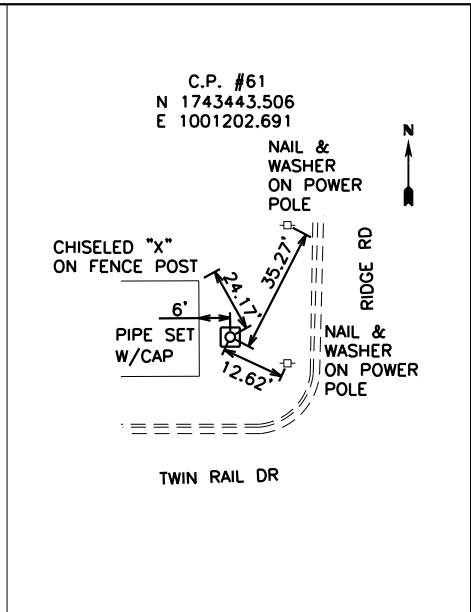 C.P. #61
N 1743443.506
E 1001202.691
NAIL &
WASHER
ON POWER
POLE
N
CHISELED "X"
ON FENCE POST
24.17'
35.27'
RIDGE RD
6'
PIPE SET
W/CAP
12.62'
NAIL &
WASHER
ON POWER
POLE
TWIN RAIL DR